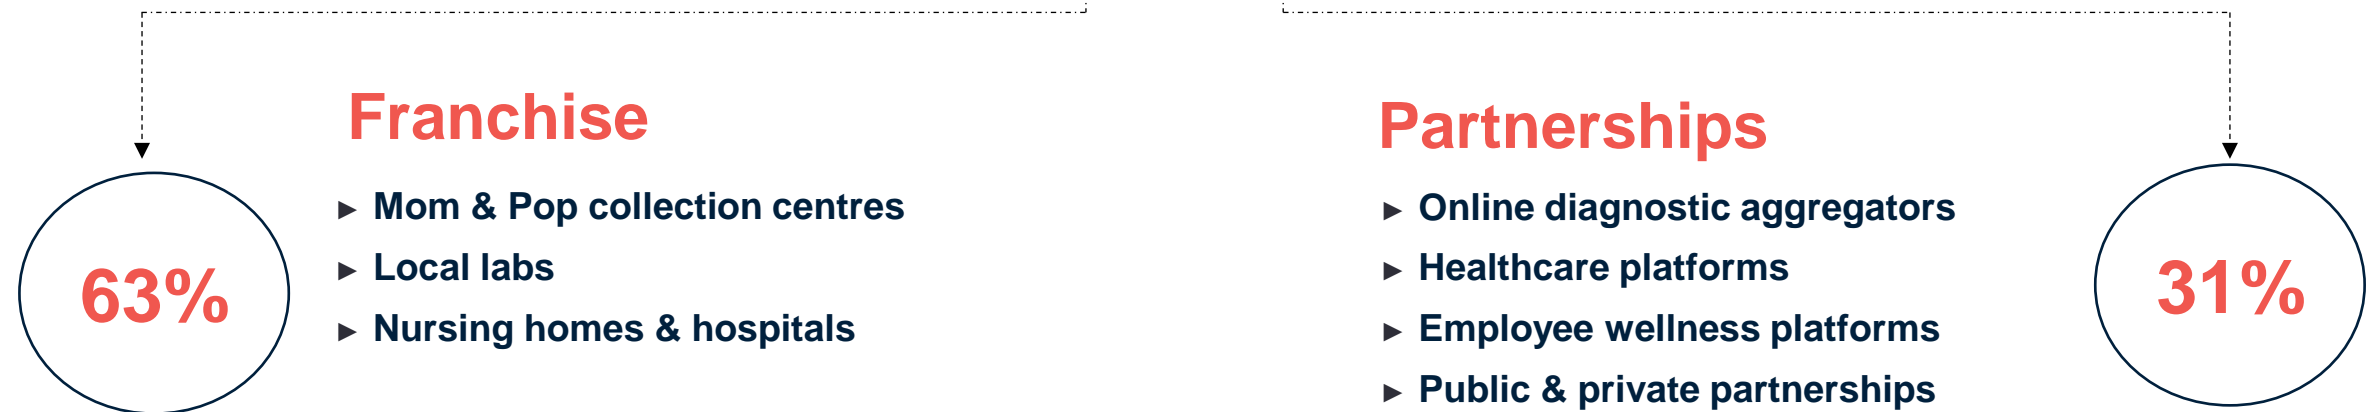 Franchise
► Mom & Pop collection centres
► Local labs
► Nursing homes & hospitals
63%
Partnerships
► Online diagnostic aggregators
► Healthcare platforms
► Employee wellness platforms
► Public & private partnerships
31%